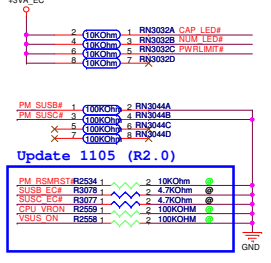 +3VA_EC
2 10KOhm 1 RN3032A CAP_LED#
4 10KOhm 3 RN3032B NUM_LED#
6 10KOhm 5 RN3032C PWRLIMIT#
8 10KOhm 7 RN3032D
PM_SUSB# 1 100KOhm 2 RN3044A
PM_SUSC# 3 100KOhm 4 RN3044B
5 100KOhm 6 RN3044C
7 100KOhm 8 RN3044D
Update 1105 (R2.0)
PM_RSMRST# R2534 1 2 10KOhm @
SUSB_EC# R3078 1 2 4.7KOhm @
SUSC_EC# R3077 1 2 4.7KOhm @
CPU_VRON R2559 1 2 100KOHM @
VSUS_ON R2558 1 2 100KOhm @
GND